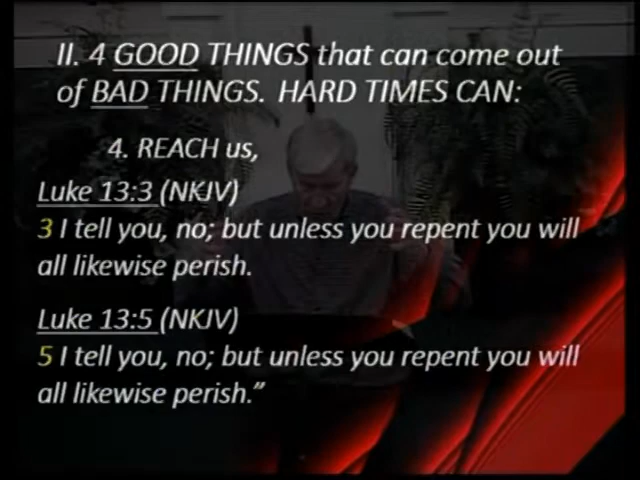 II. 4 GOOD THINGS that can come out
of BAD THINGS. HARD TIMES CAN:
4. REACH us,
Luke 13:3 (NKJV)
3 I tell you, no; but unless you repent you will
all likewise perish.
Luke 13:5 (NKJV)
5 I tell you, no; but unless you repent you will
all likewise perish.”